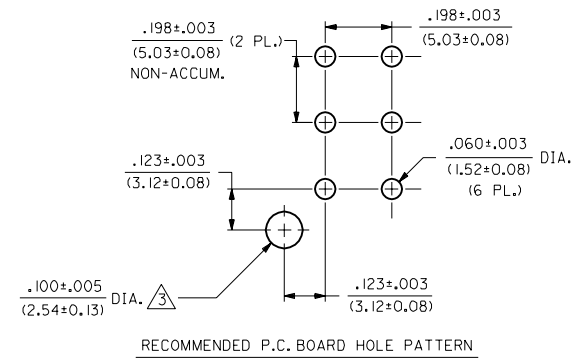 .198±.003
(5.03±0.08)
(2 PL.)
NON-ACCUM.
.198±.003
(5.03±0.08)
.123±.003
(3.12±0.08)
.060±.003
(1.52±0.08)
DIA.
(6 PL.)
.100±.005
(2.54±0.13)
DIA. 3
.123±.003
(3.12±0.08)
RECOMMENDED P.C. BOARD HOLE PATTERN